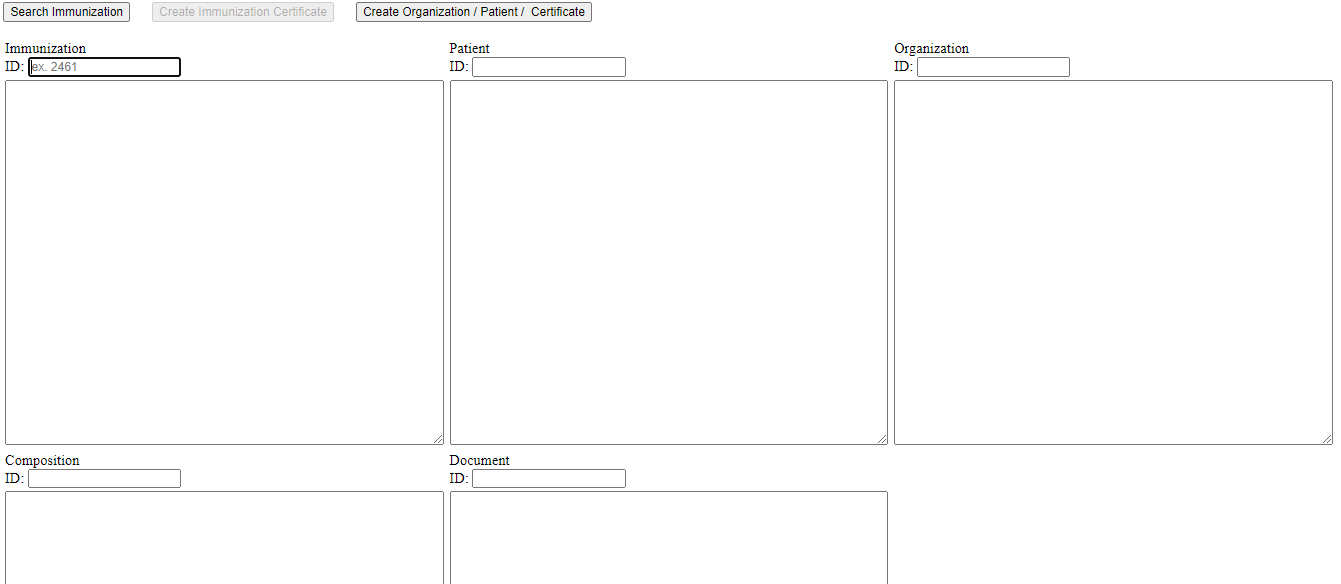 Search Immunization Create Immunization Certificate Create Organization / Patient /  Certificate
Immunization Patient Organization
ID: ex. 2461 ID: ID:
Composition Document
ID: ID: